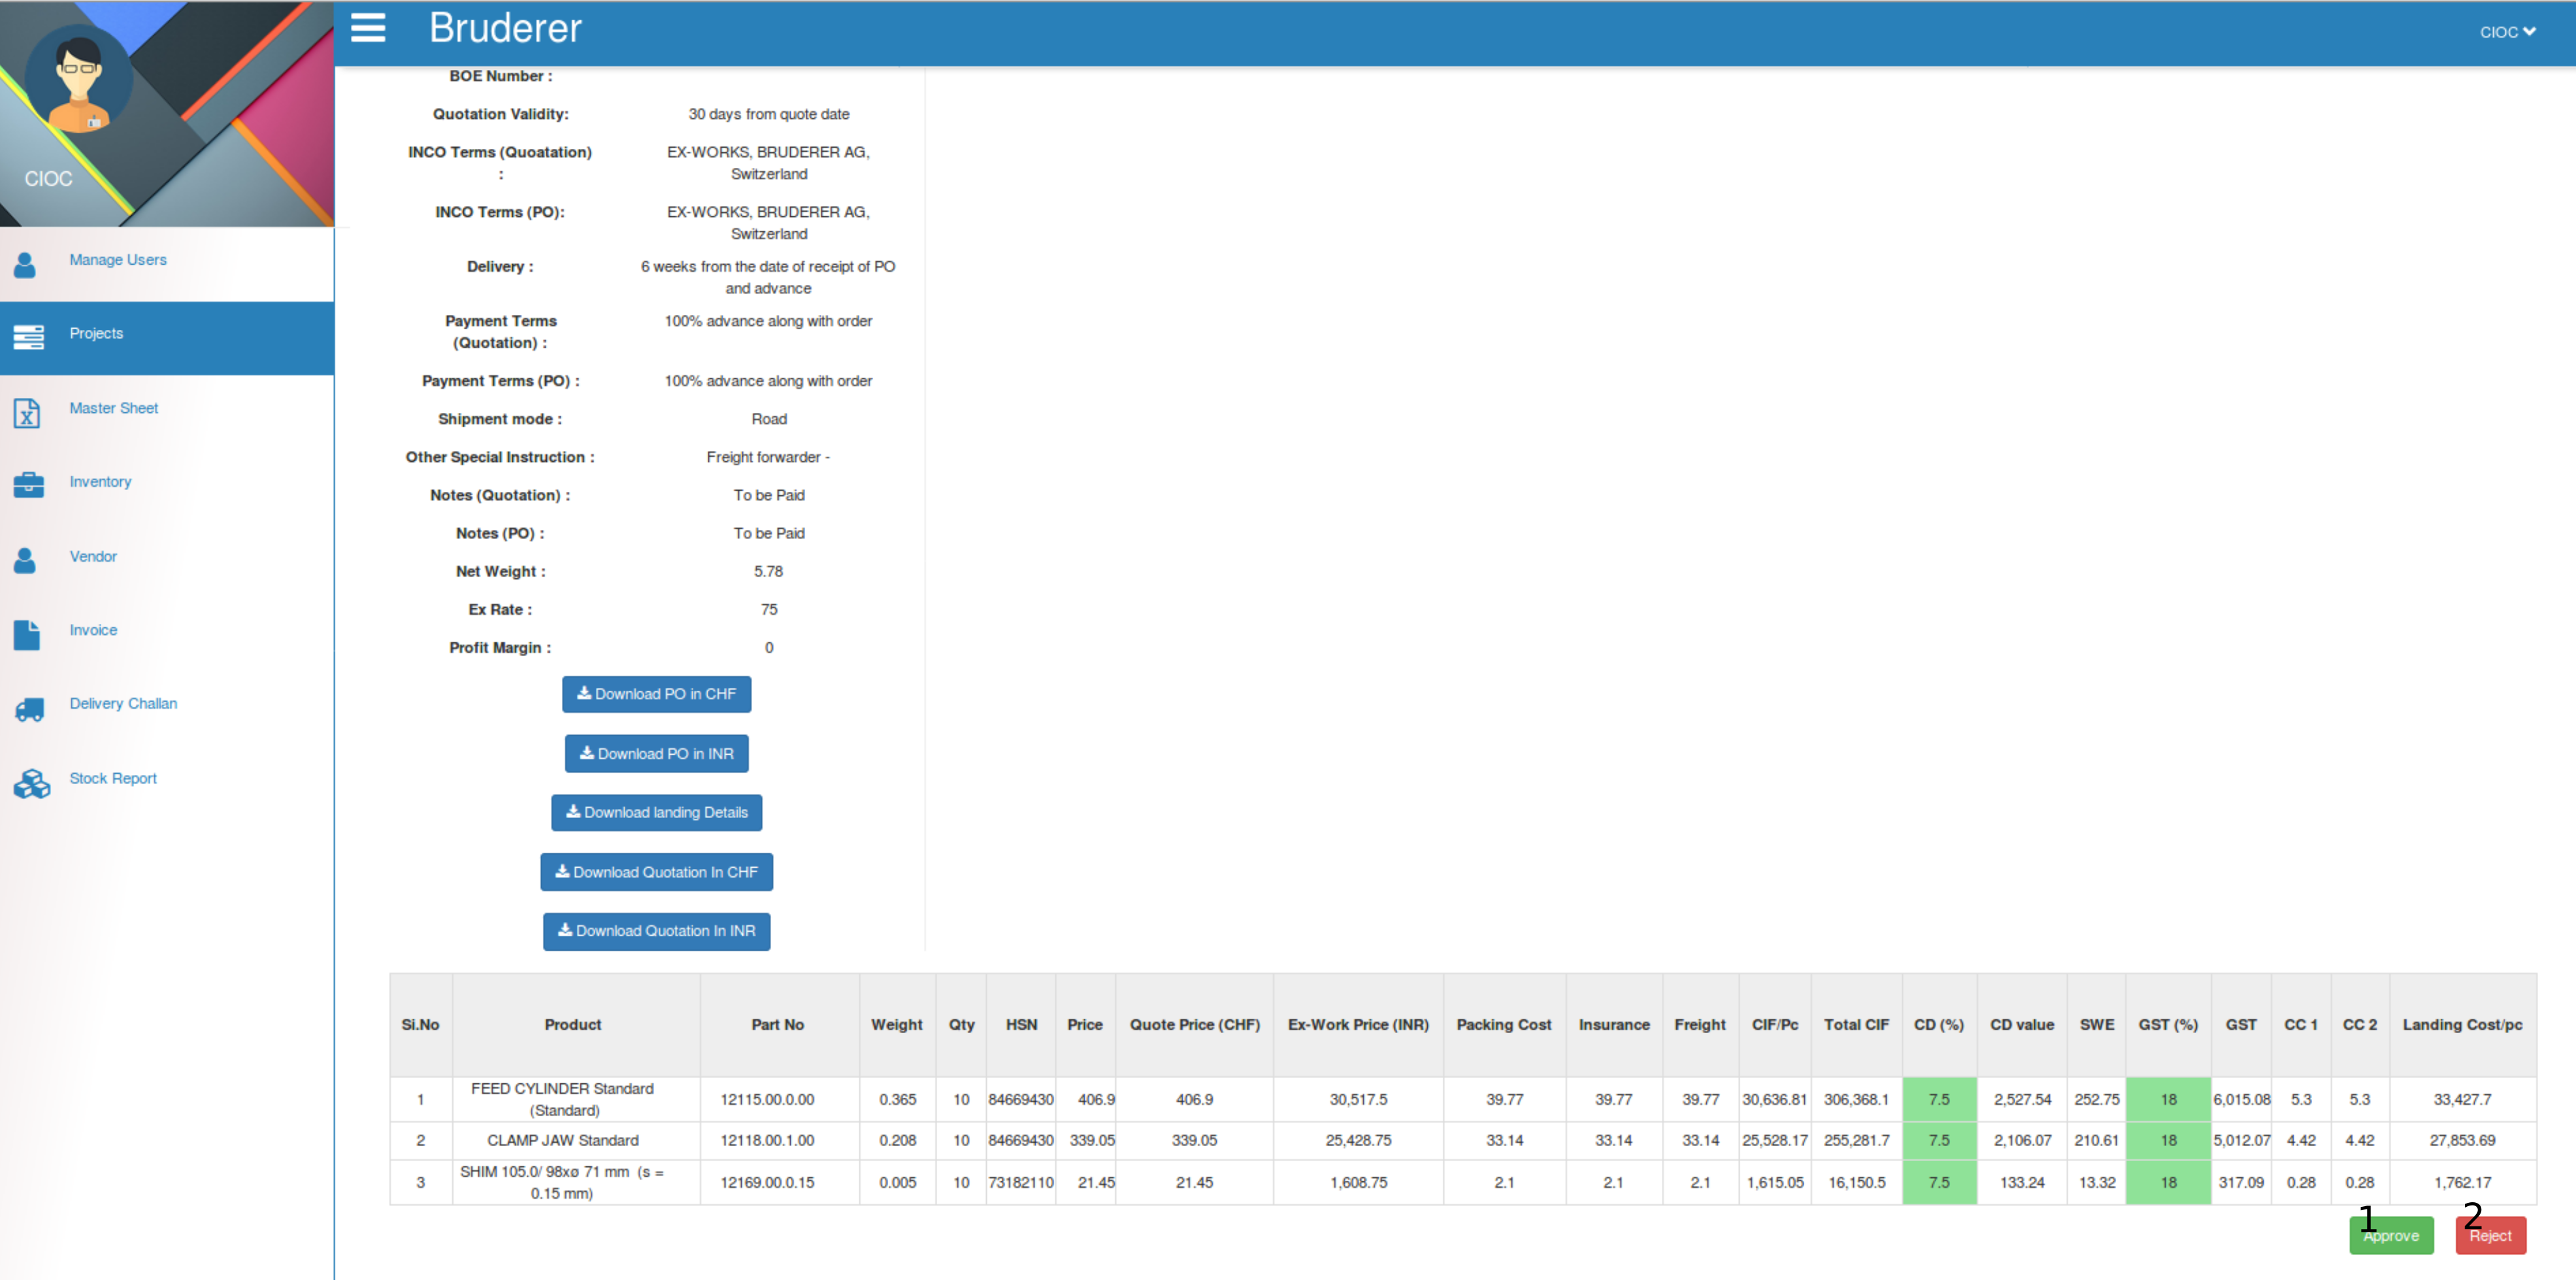 Bruderer
CIOC
CIOC
Manage Users
Projects
Master Sheet
Inventory
Vendor
Invoice
Delivery Challan
Stock Report
BOE Number :
Quotation Validity: 30 days from quote date
INCO Terms (Quoatation) : EX-WORKS, BRUDERER AG,
Switzerland
INCO Terms (PO): EX-WORKS, BRUDERER AG,
Switzerland
Delivery : 6 weeks from the date of receipt of PO
and advance
Payment Terms (Quotation) : 100% advance along with order
Payment Terms (PO) : 100% advance along with order
Shipment mode : Road
Other Special Instruction : Freight forwarder -
Notes (Quotation) : To be Paid
Notes (PO) : To be Paid
Net Weight : 5.78
Ex Rate : 75
Profit Margin : 0
Download PO in CHF
Download PO in INR
Download landing Details
Download Quotation In CHF
Download Quotation In INR
Si.No Product Part No Weight Qty HSN Price Quote Price (CHF) Ex-Work Price (INR) Packing Cost Insurance Freight CIF/Pc Total CIF CD (%) CD value SWE GST (%) GST CC 1 CC 2 Landing Cost/pc
1 FEED CYLINDER Standard (Standard) 12115.00.0.00 0.365 10 84669430 406.9 406.9 30,517.5 39.77 39.77 39.77 30,636.81 306,368.1 7.5 2,527.54 252.75 18 6,015.08 5.3 5.3 33,427.7
2 CLAMP JAW Standard 12118.00.1.00 0.208 10 84669430 339.05 339.05 25,428.75 33.14 33.14 33.14 25,528.17 255,281.7 7.5 2,106.07 210.61 18 5,012.07 4.42 4.42 27,853.69
3 SHIM 105.0/ 98xø 71 mm (s = 0.15 mm) 12169.00.0.15 0.005 10 73182110 21.45 21.45 1,608.75 2.1 2.1 2.1 1,615.05 16,150.5 7.5 133.24 13.32 18 317.09 0.28 0.28 1,762.17
1 2
Approve Reject